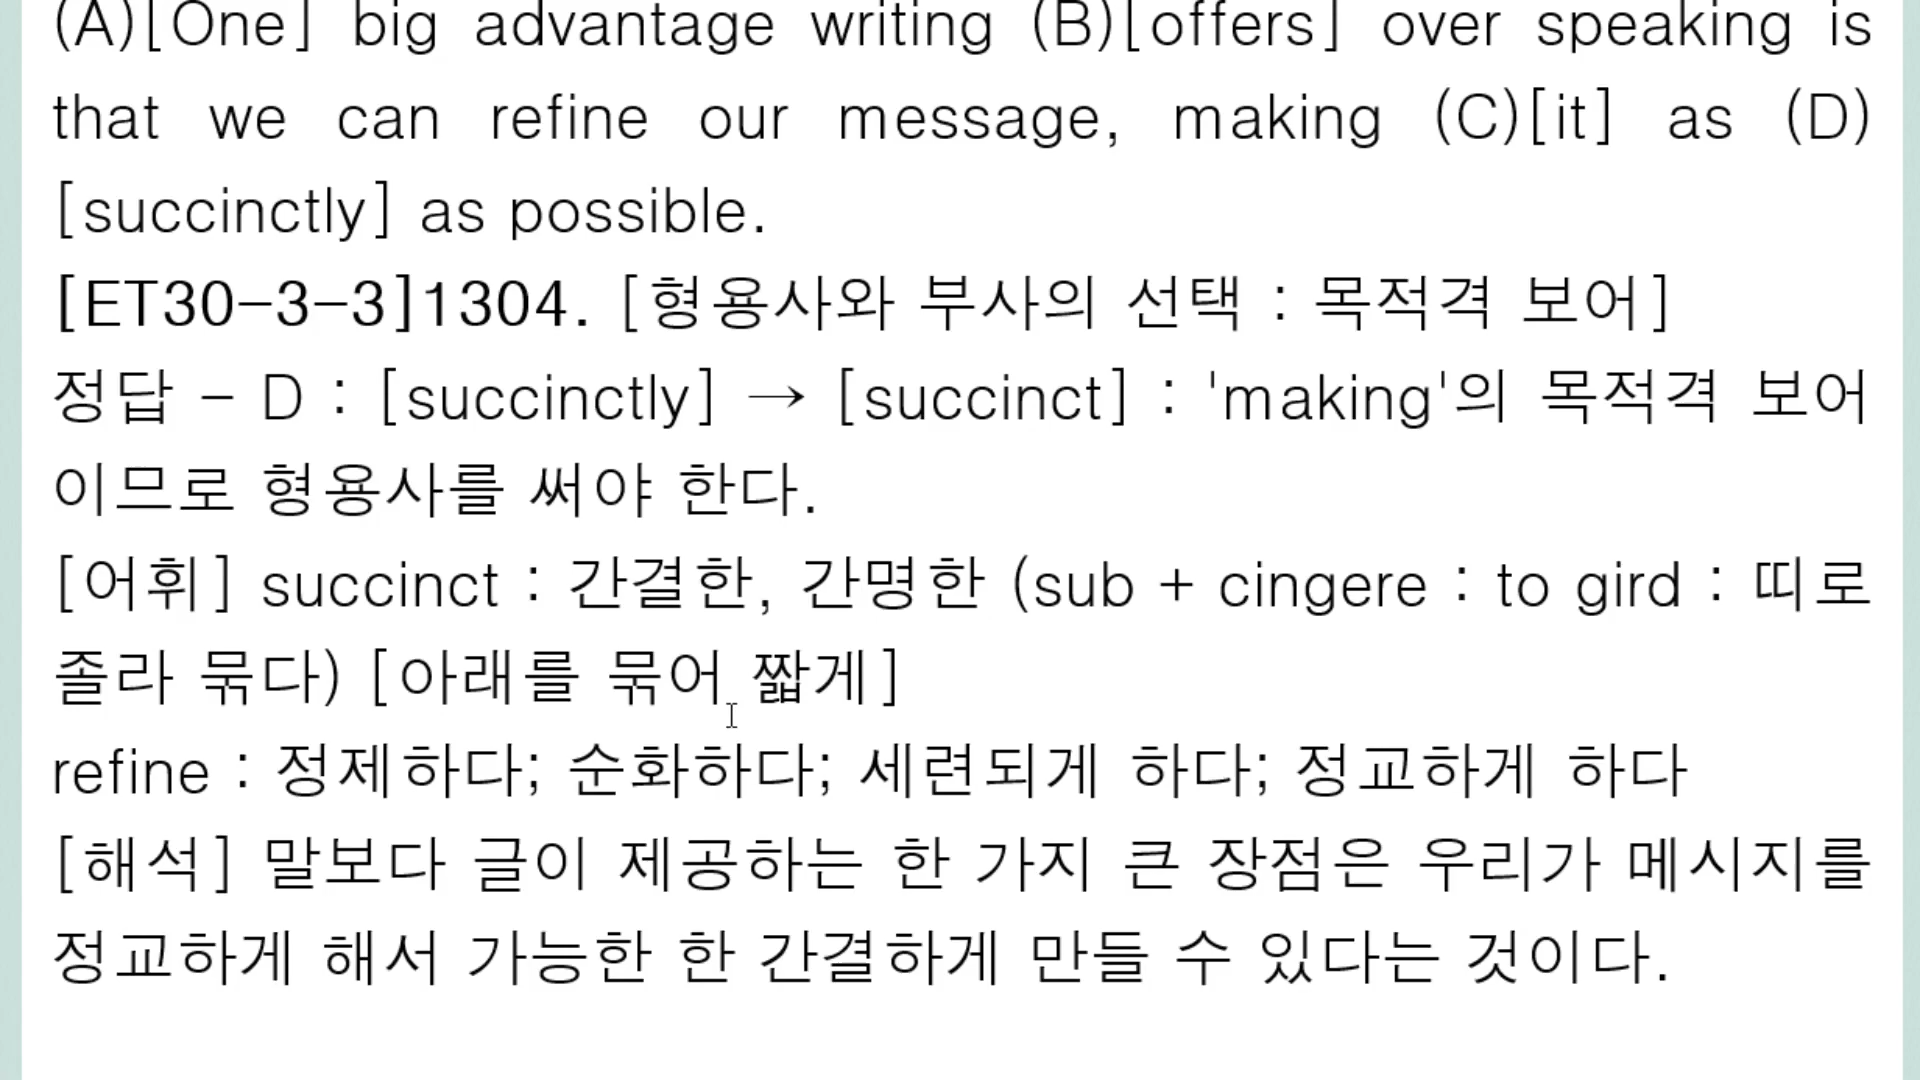 (A)[One] big advantage writing (B)[offers] over speaking is
that we can refine our message, making (C)[it] as (D)
[succinctly] as possible.
[ET30-3-3]1304. [형용사와 부사의 선택 : 목적격 보어]
정답 - D : [succinctly] → [succinct] : 'making'의 목적격 보어
이므로 형용사를 써야 한다.
[어휘] succinct : 간결한, 간명한 (sub + cingere : to gird : 띠로
졸라 묶다) [아래를 묶어 짧게]
refine : 정제하다; 순화하다; 세련되게 하다; 정교하게 하다
[해석] 말보다 글이 제공하는 한 가지 큰 장점은 우리가 메시지를
정교하게 해서 가능한 한 간결하게 만들 수 있다는 것이다.